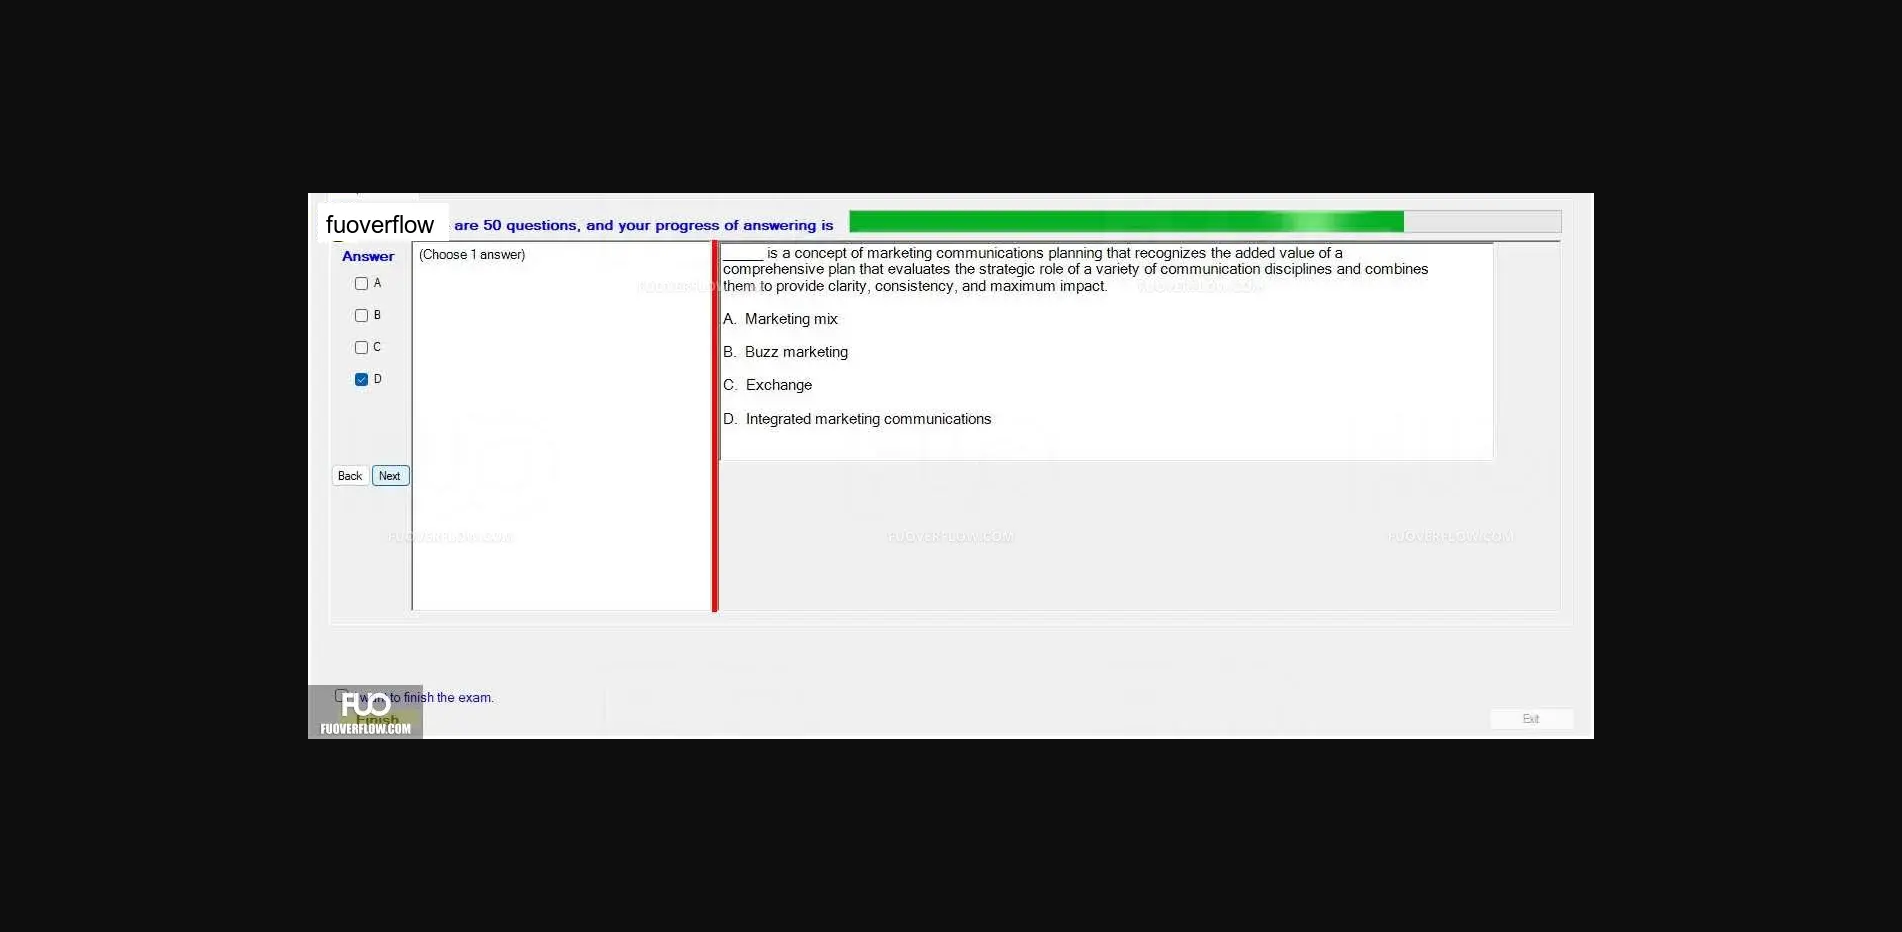 fuoverflow are 50 questions, and your progress of answering is
Answer
(Choose 1 answer)
A
B
C
D
Back Next
_____ is a concept of marketing communications planning that recognizes the added value of a
comprehensive plan that evaluates the strategic role of a variety of communication disciplines and combines
them to provide clarity, consistency, and maximum impact.
A. Marketing mix
B. Buzz marketing
C. Exchange
D. Integrated marketing communications
FUOVERFLOW.COM
FUOVERFLOW.COM
FUOVERFLOW.COM
FUOVERFLOW.COM
want to finish the exam.
FUO
Finish
FUOVERFLOW.COM
Exit